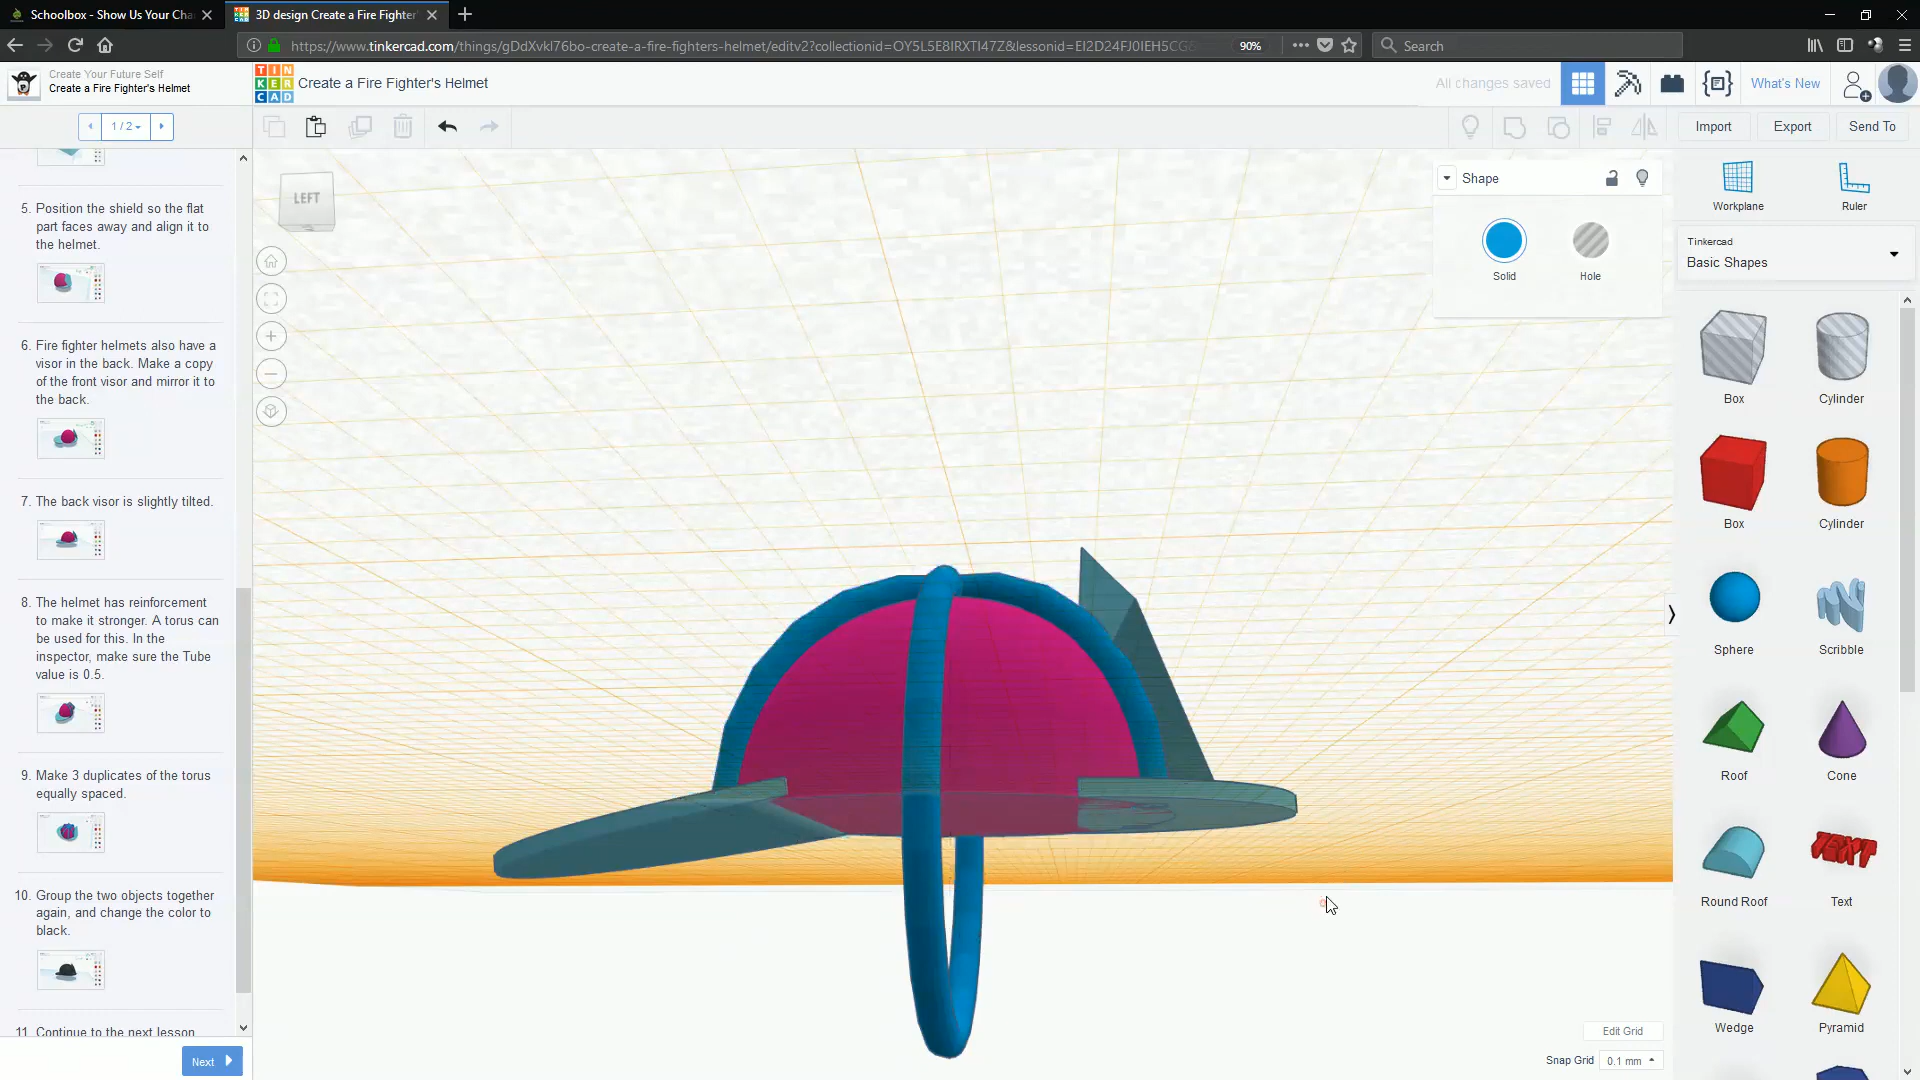 Schoolbox - Show Us Your Cha
3D design Create a Fire Fighter'
https://www.tinkercad.com/things/gDdXvkl76bo-create-a-fire-fighters-helmet/editv2?collectionid=OY5L5E8IRXTI47Z&lessonid=EI2D24FJ0IEH5CG
90%
Search
Create Your Future Self
Create a Fire Fighter's Helmet
TIN
KER
CAD
Create a Fire Fighter's Helmet
All changes saved
What's New
1 / 2
Import
Export
Send To
5. Position the shield so the flat
part faces away and align it to
the helmet.
6. Fire fighter helmets also have a
visor in the back. Make a copy
of the front visor and mirror it to
the back.
7. The back visor is slightly tilted.
8. The helmet has reinforcement
to make it stronger. A torus can
be used for this. In the
inspector, make sure the Tube
value is 0.5.
9. Make 3 duplicates of the torus
equally spaced.
10. Group the two objects together
again, and change the color to
black.
11. Continue to the next lesson
Next
LEFT
Shape
Solid
Hole
Workplane
Ruler
Tinkercad
Basic Shapes
Box
Cylinder
Box
Cylinder
Sphere
Scribble
Roof
Cone
TEXT
Round Roof
Text
Wedge
Pyramid
Edit Grid
Snap Grid
0.1 mm